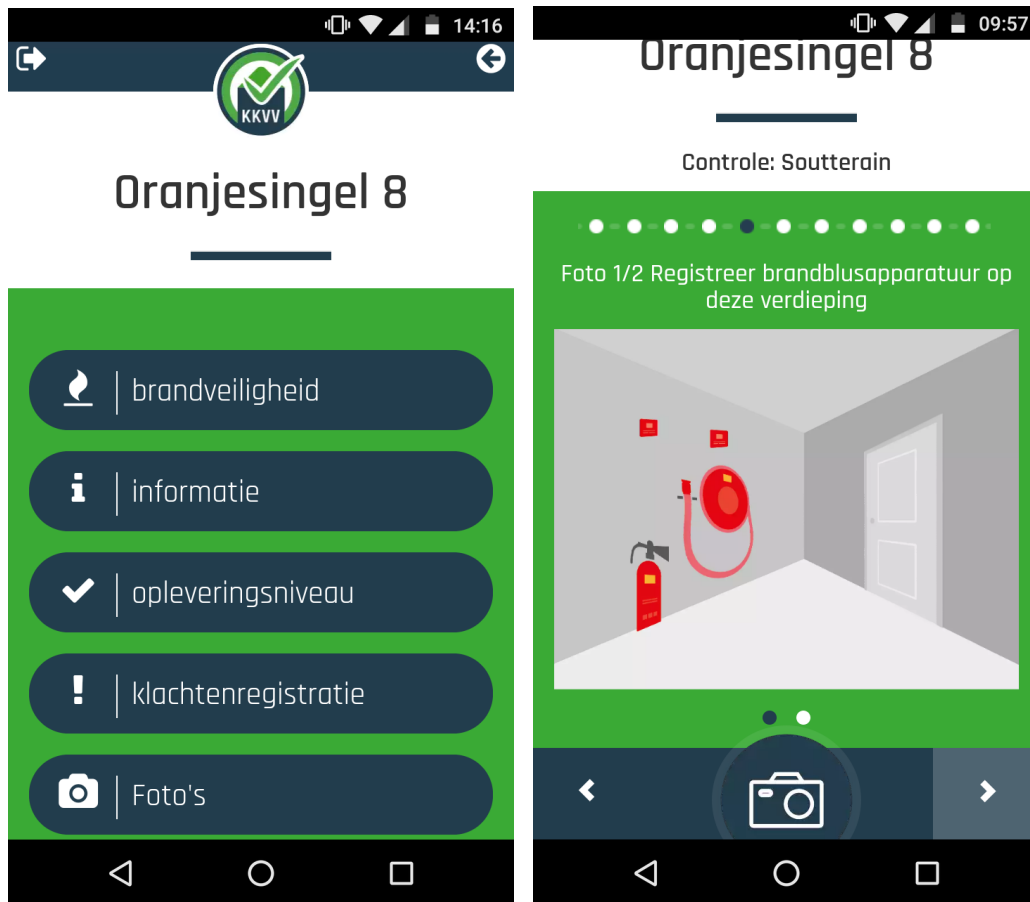 14:16
KKVV
Oranjesingel 8
brandveiligheid
informatie
opleveringsniveau
klachtenregistratie
Foto's
09:57
Oranjesingel 8
Controle: Soutterain
Foto 1/2 Registreer brandblusapparatuur op
deze verdieping